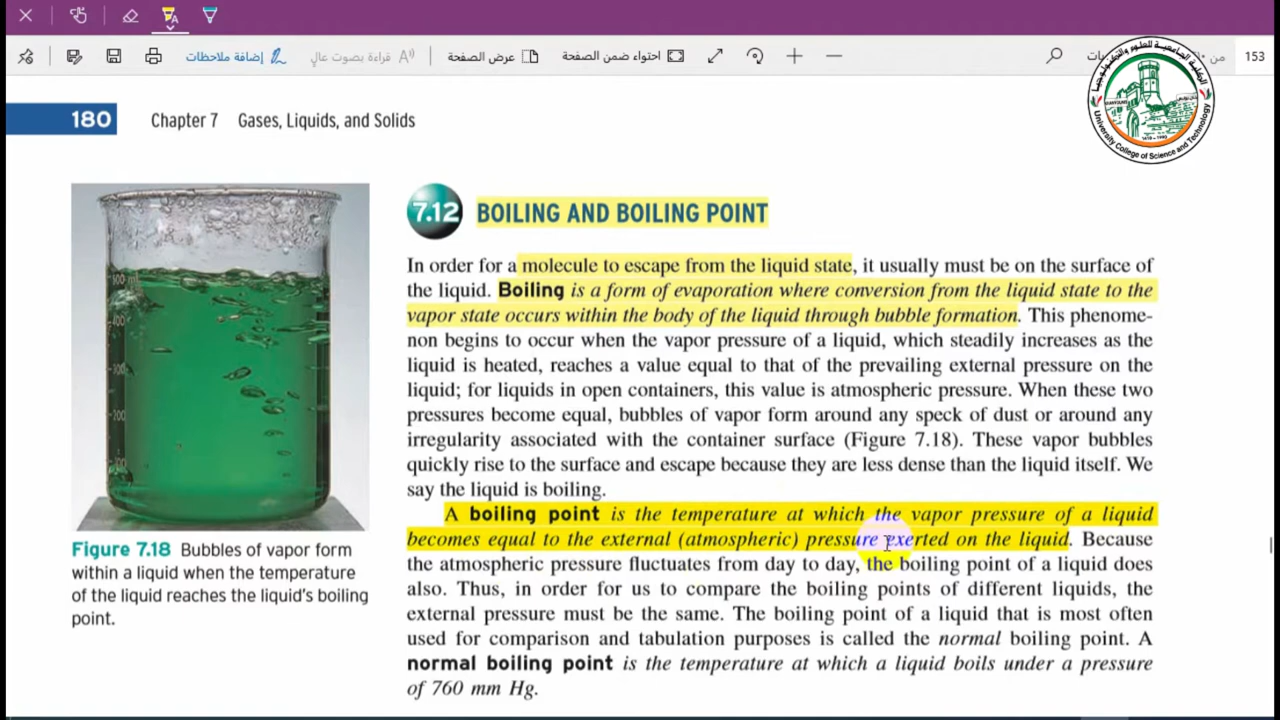 إضافة ملاحظات
قراءة بصوت عالٍ
عرض الصفحة
احتواء ضمن الصفحة
من
153
University College of Science and Technology
180
Chapter 7 Gases, Liquids, and Solids
7.12 BOILING AND BOILING POINT
In order for a molecule to escape from the liquid state, it usually must be on the surface of
the liquid. Boiling is a form of evaporation where conversion from the liquid state to the
vapor state occurs within the body of the liquid through bubble formation. This phenome-
non begins to occur when the vapor pressure of a liquid, which steadily increases as the
liquid is heated, reaches a value equal to that of the prevailing external pressure on the
liquid; for liquids in open containers, this value is atmospheric pressure. When these two
pressures become equal, bubbles of vapor form around any speck of dust or around any
irregularity associated with the container surface (Figure 7.18). These vapor bubbles
quickly rise to the surface and escape because they are less dense than the liquid itself. We
say the liquid is boiling.
A boiling point is the temperature at which the vapor pressure of a liquid
becomes equal to the external (atmospheric) pressure exerted on the liquid. Because
the atmospheric pressure fluctuates from day to day, the boiling point of a liquid does
also. Thus, in order for us to compare the boiling points of different liquids, the
external pressure must be the same. The boiling point of a liquid that is most often
used for comparison and tabulation purposes is called the normal boiling point. A
normal boiling point is the temperature at which a liquid boils under a pressure
of 760 mm Hg.
Figure 7.18 Bubbles of vapor form
within a liquid when the temperature
of the liquid reaches the liquid's boiling
point.